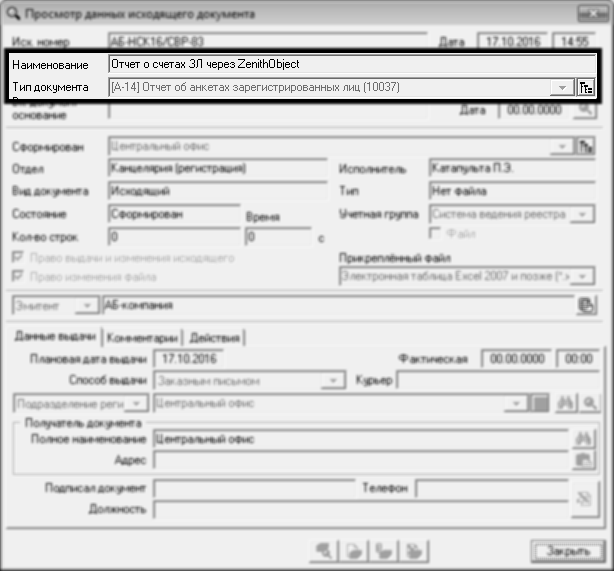 Просмотр данных исходящего документа
Исх. номер АБ-НСК16/СВР-83 Дата 17.10.2016 14:55
Наименование Отчет о счетах ЗЛ через ZenithObject
Тип документа [A-14] Отчет об анкетах зарегистрированных лиц (10037)
основание Дата 00.00.0000
Сформирован Центральный офис
Отдел Канцелярия (регистрация) Исполнитель Катапульта П.Э.
Вид документа Исходящий Тип Нет файла
Состояние Сформирован Время Учетная группа Система ведения реестра
Кол-во строк 0 0 с Файл
Право выдачи и изменения исходящего Прикреплённый файл
Право изменения файла Электронная таблица Excel 2007 и позже (*.x
Эмитент АБ-компания
Данные выдачи Комментарии Действия
Плановая дата выдачи 17.10.2016 Фактическая 00.00.0000 00:00
Способ выдачи Заказным письмом Курьер
Подразделение реги Центральный офис
Получатель документа
Полное наименование Центральный офис
Адрес
Подписал документ Телефон
Должность
Закрыть